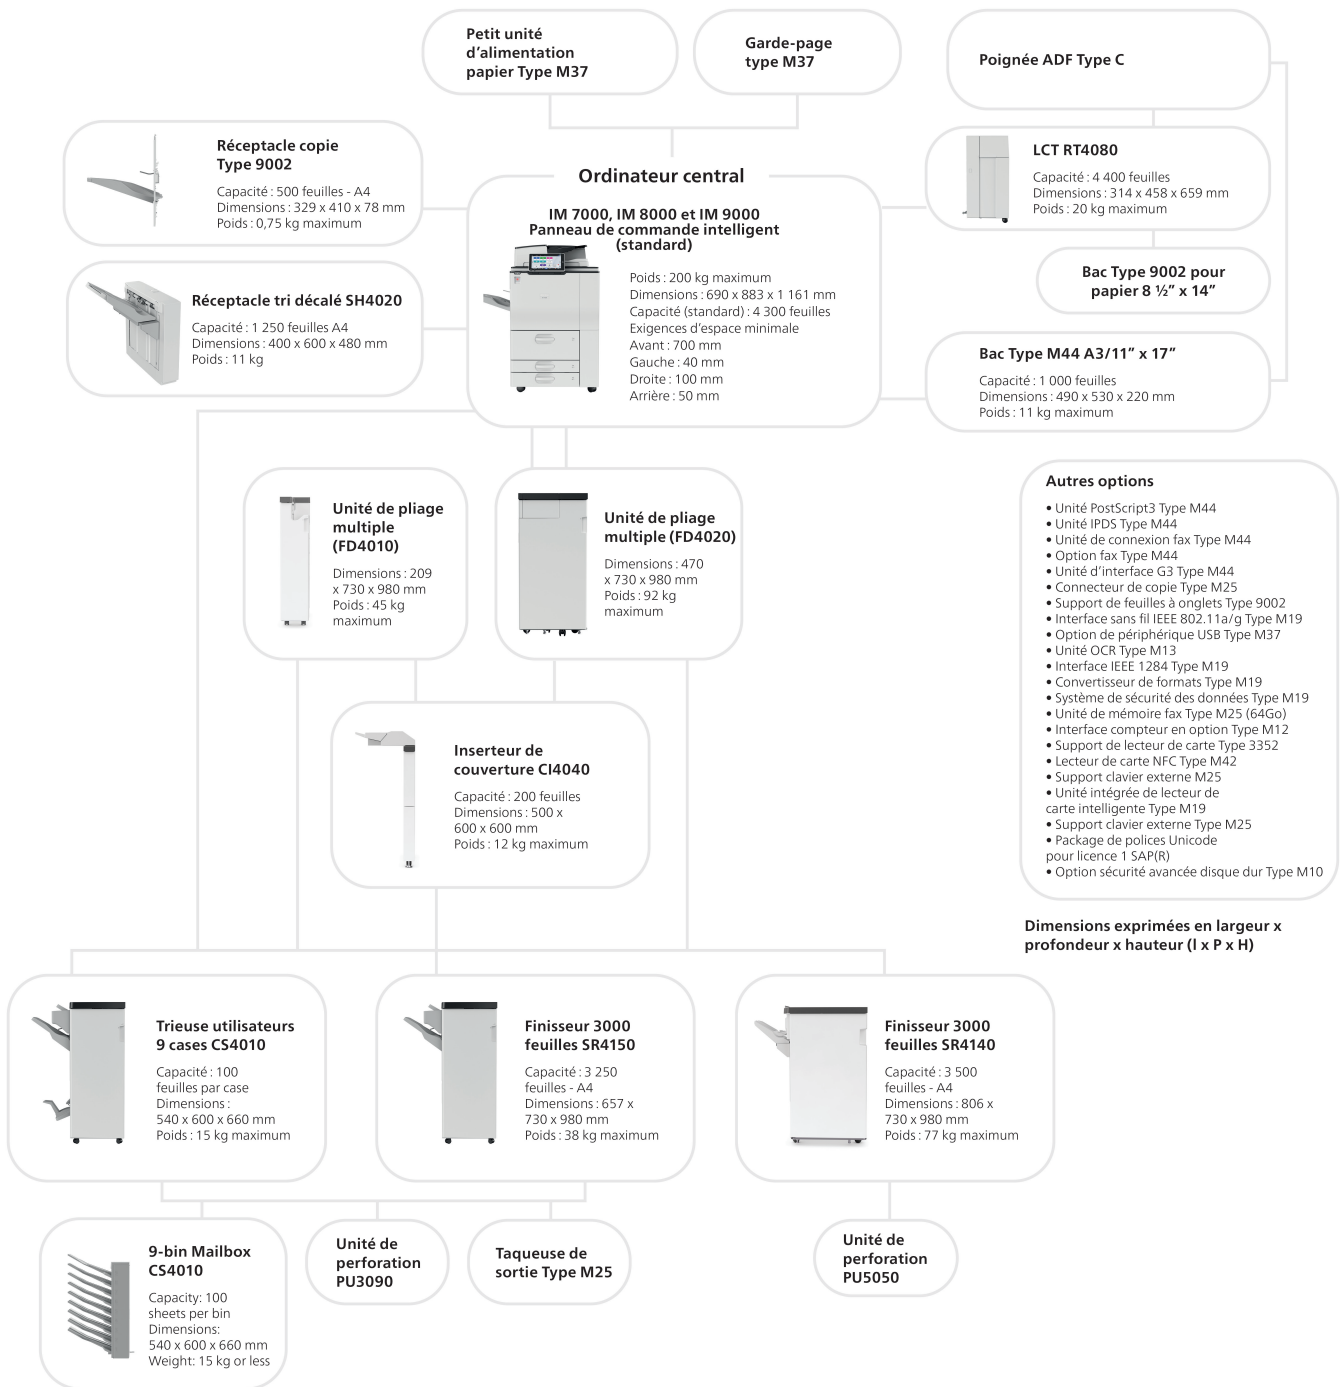 Petit unité
d’alimentation
papier Type M37
Garde-page
type M37
Poignée ADF Type C
Réceptacle copie
Type 9002
Capacité : 500 feuilles - A4
Dimensions : 329 x 410 x 78 mm
Poids : 0,75 kg maximum
LCT RT4080
Capacité : 4 400 feuilles
Dimensions : 314 x 458 x 659 mm
Poids : 20 kg maximum
Ordinateur central
IM 7000, IM 8000 et IM 9000
Panneau de commande intelligent
(standard)
Poids : 200 kg maximum
Dimensions : 690 x 883 x 1 161 mm
Capacité (standard) : 4 300 feuilles
Exigences d’espace minimale
Avant : 700 mm
Gauche : 40 mm
Droite : 100 mm
Arrière : 50 mm
Bac Type 9002 pour
papier 8 ½” x 14”
Réceptacle tri décalé SH4020
Capacité : 1 250 feuilles A4
Dimensions : 400 x 600 x 480 mm
Poids : 11 kg
Bac Type M44 A3/11” x 17”
Capacité : 1 000 feuilles
Dimensions : 490 x 530 x 220 mm
Poids : 11 kg maximum
Unité de pliage
multiple
(FD4010)
Dimensions : 209
x 730 x 980 mm
Poids : 45 kg
maximum
Unité de pliage
multiple (FD4020)
Dimensions : 470
x 730 x 980 mm
Poids : 92 kg
maximum
Autres options
• Unité PostScript3 Type M44
• Unité IPDS Type M44
• Unité de connexion fax Type M44
• Option fax Type M44
• Unité d’interface G3 Type M44
• Connecteur de copie Type M25
• Support de feuilles à onglets Type 9002
• Interface sans fil IEEE 802.11a/g Type M19
• Option de périphérique USB Type M37
• Unité OCR Type M13
• Interface IEEE 1284 Type M19
• Convertisseur de formats Type M19
• Système de sécurité des données Type M19
• Unité de mémoire fax Type M25 (64Go)
• Interface compteur en option Type M12
• Support de lecteur de carte Type 3352
• Lecteur de carte NFC Type M42
• Support clavier externe M25
• Unité intégrée de lecteur de
carte intelligente Type M19
• Support clavier externe Type M25
• Package de polices Unicode
pour licence 1 SAP(R)
• Option sécurité avancée disque dur Type M10
Inserteur de
couverture CI4040
Capacité : 200 feuilles
Dimensions : 500 x
600 x 600 mm
Poids : 12 kg maximum
Dimensions exprimées en largeur x
profondeur x hauteur (l x P x H)
Trieuse utilisateurs
9 cases CS4010
Capacité : 100
feuilles par case
Dimensions :
540 x 600 x 660 mm
Poids : 15 kg maximum
Finisseur 3000
feuilles SR4150
Capacité : 3 250
feuilles - A4
Dimensions : 657 x
730 x 980 mm
Poids : 38 kg maximum
Finisseur 3000
feuilles SR4140
Capacité : 3 500
feuilles - A4
Dimensions : 806 x
730 x 980 mm
Poids : 77 kg maximum
9-bin Mailbox
CS4010
Capacity: 100
sheets per bin
Dimensions:
540 x 600 x 660 mm
Weight: 15 kg or less
Unité de
perforation
PU3090
Taqueuse de
sortie Type M25
Unité de
perforation
PU5050